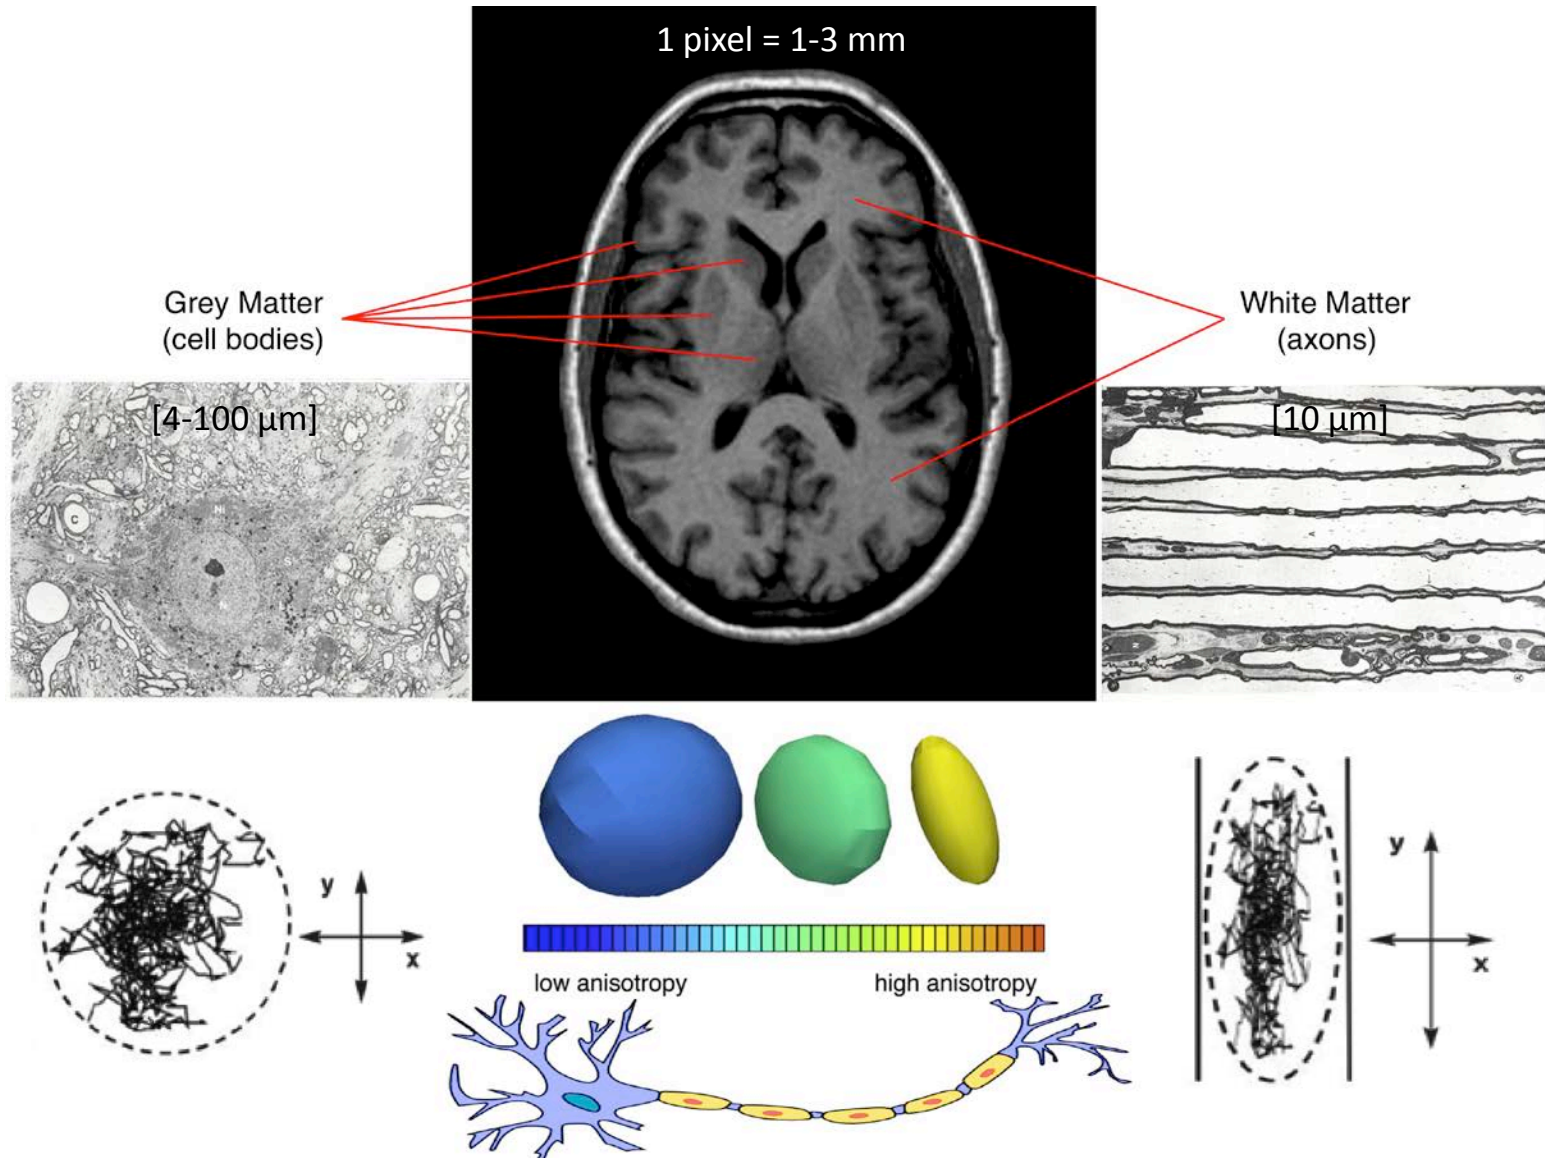 1 pixel = 1-3 mm
Grey Matter
(cell bodies)
White Matter
(axons)
[4-100 µm]
[10 µm]
C
y
x
low anisotropy
high anisotropy
y
x